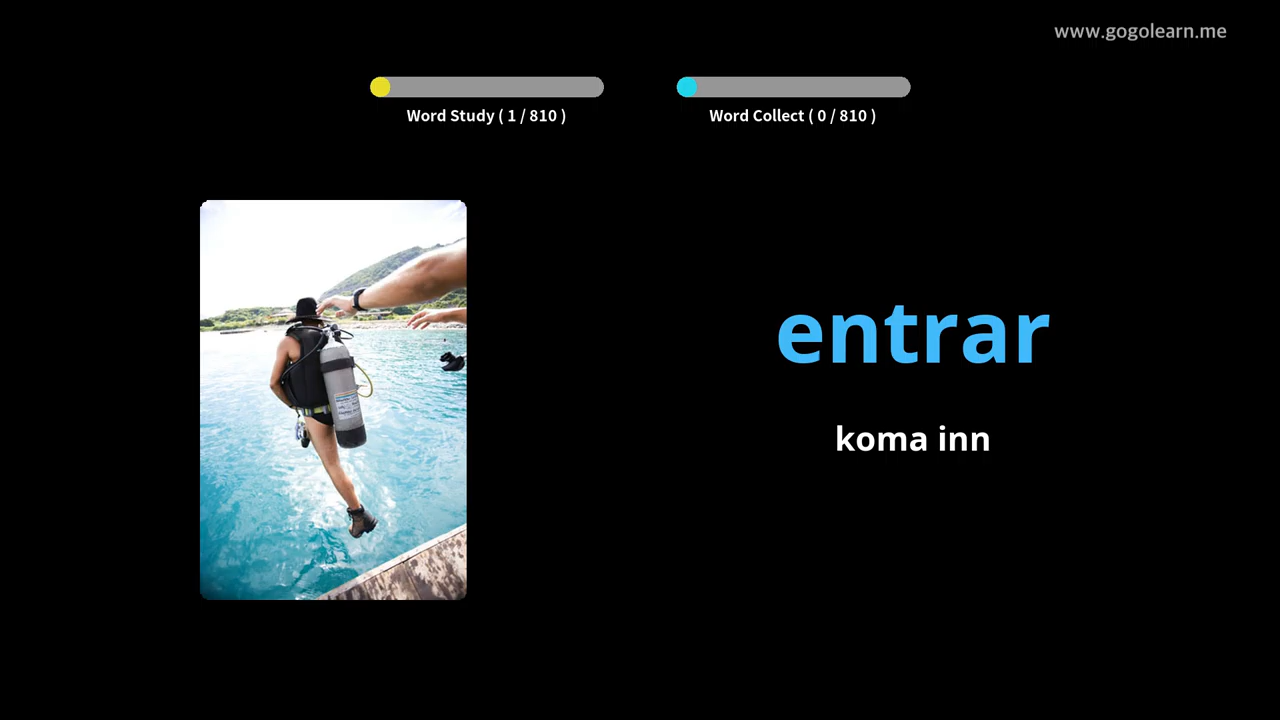 www.gogolearn.me
Word Study ( 1 / 810 )
Word Collect ( 0 / 810 )
entrar
koma inn